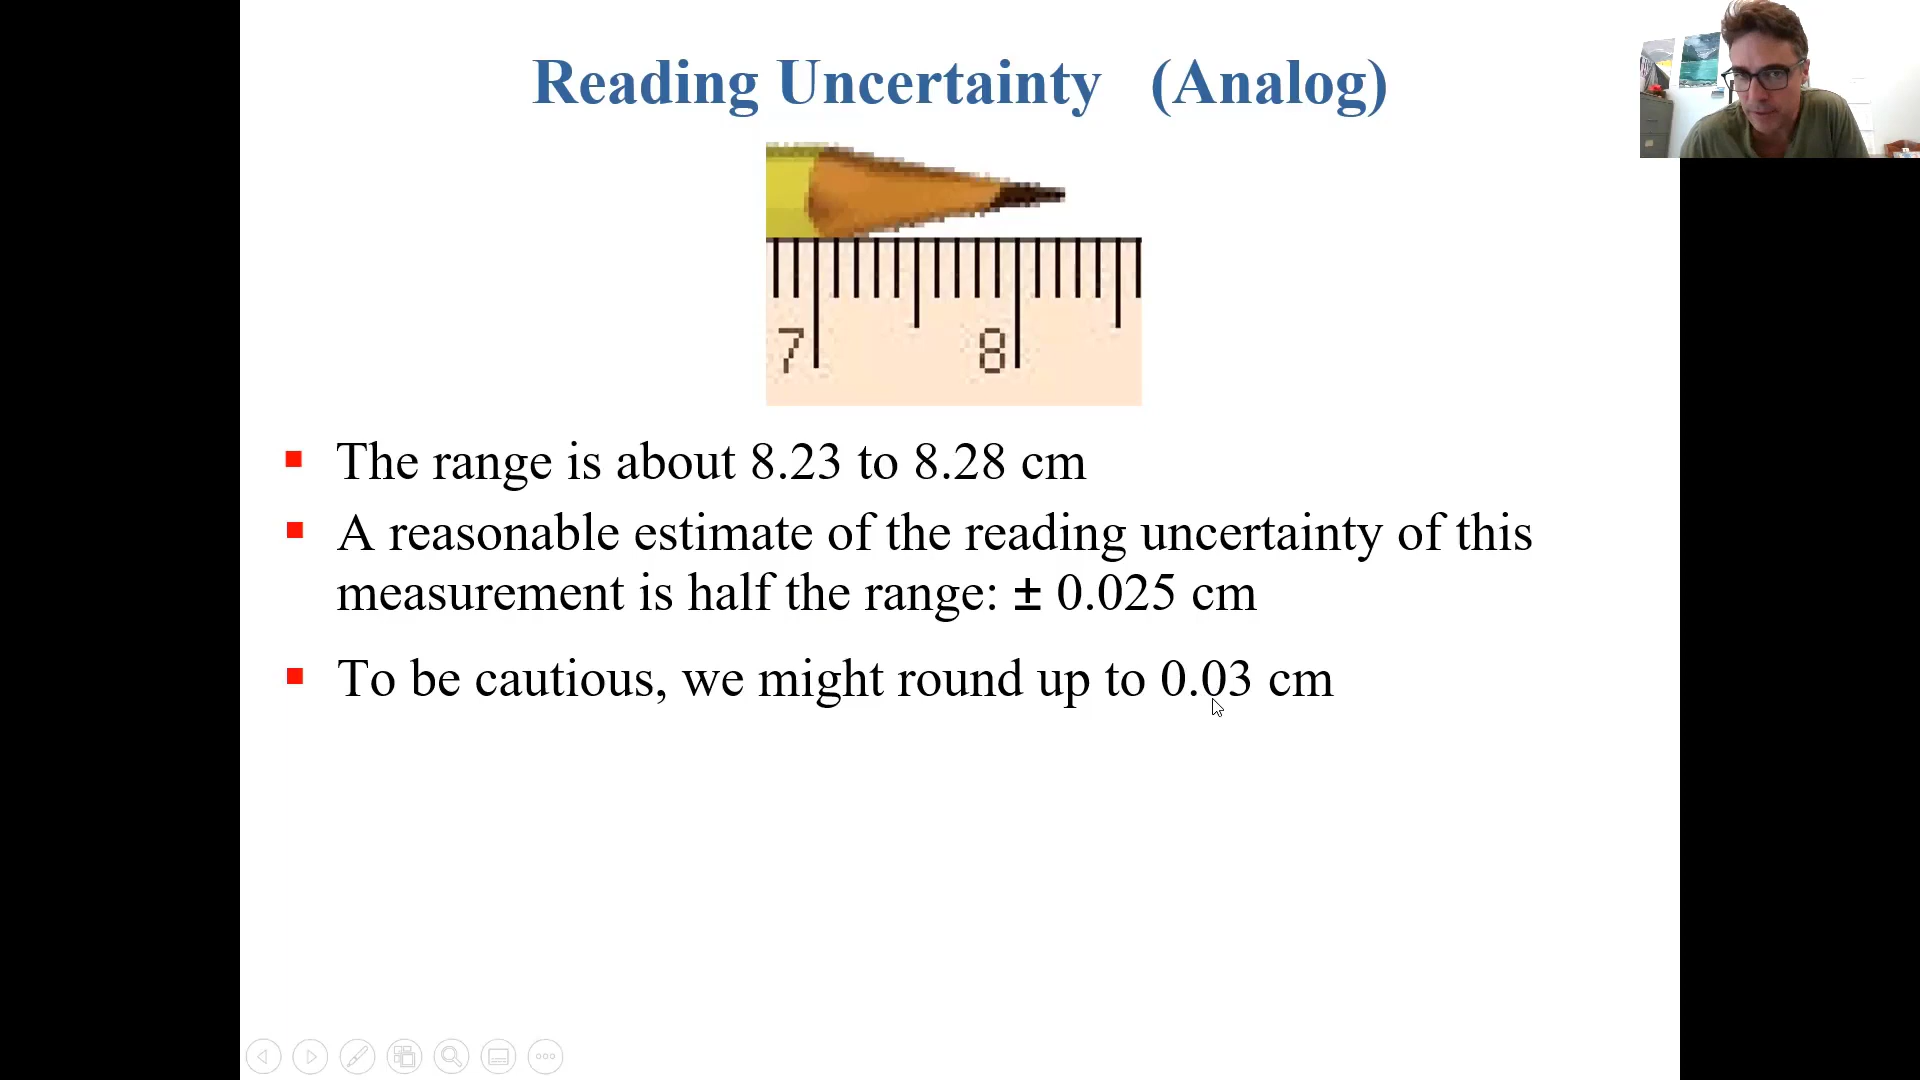 Reading Uncertainty (Analog)
7 8
The range is about 8.23 to 8.28 cm
A reasonable estimate of the reading uncertainty of this
measurement is half the range: ± 0.025 cm
To be cautious, we might round up to 0.03 cm